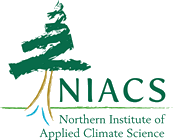 NIACS
Northern Institute of
Applied Climate Science